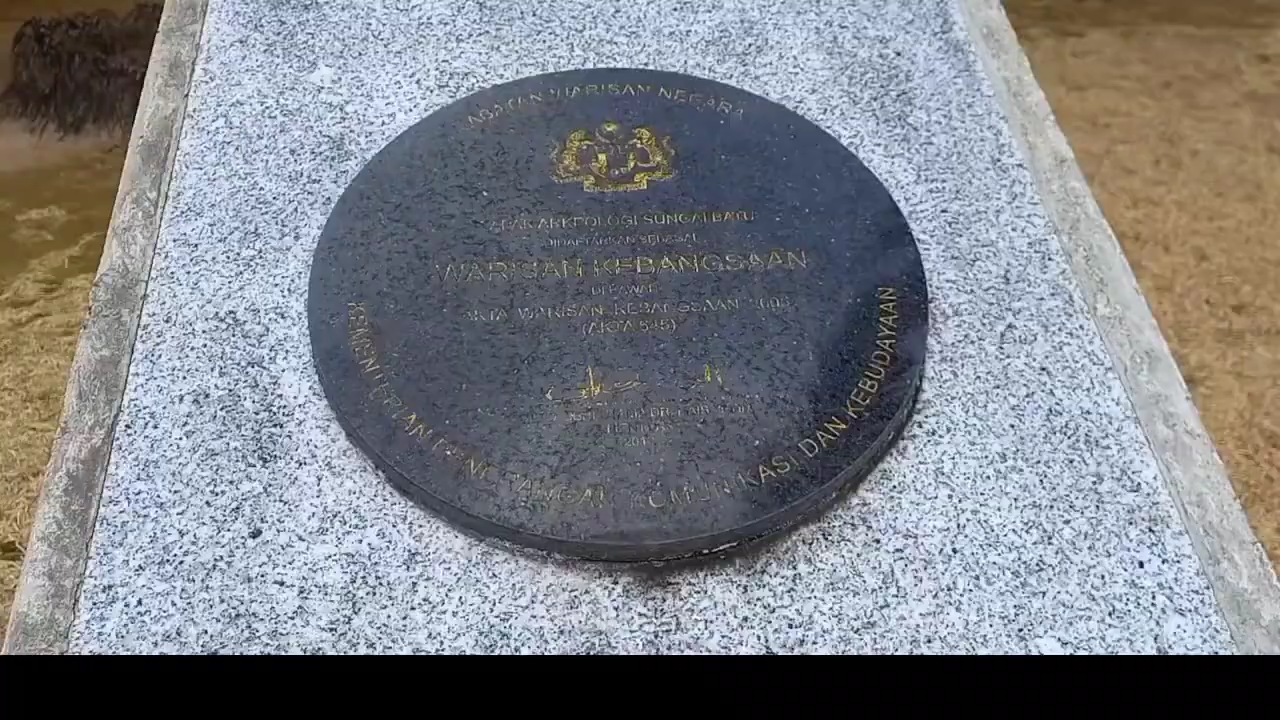 JABATAN WARISAN NEGARA
TAPAK ARKEOLOGI SUNGAI BATU
DIDAFTARKAN SEBAGAI
WARISAN KEBANGSAAN
DI BAWAH
AKTA WARISAN KEBANGSAAN 2005
(AKTA 645)
KEMENTERIAN PENERANGAN KOMUNIKASI DAN KEBUDAYAAN